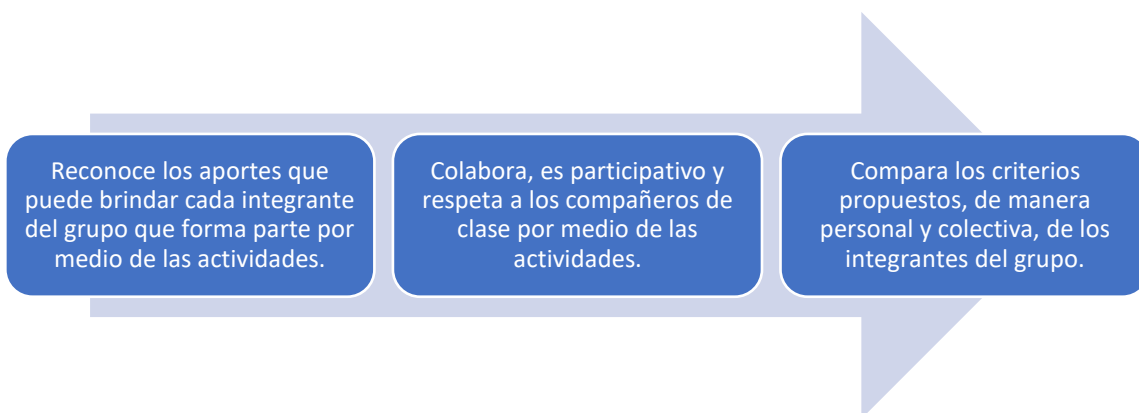 Reconoce los aportes que
puede brindar cada integrante
del grupo que forma parte por
medio de las actividades.
Colabora, es participativo y
respeta a los compañeros de
clase por medio de las
actividades.
Compara los criterios
propuestos, de manera
personal y colectiva, de los
integrantes del grupo.